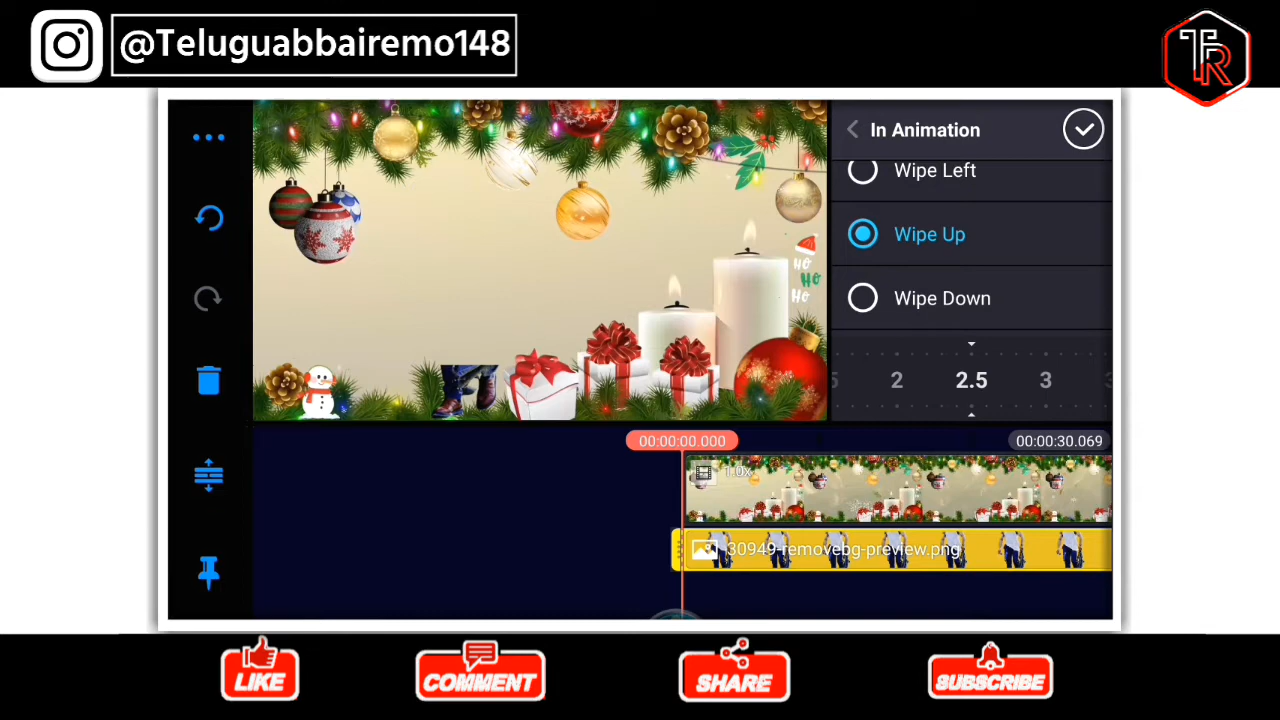 @Teluguabbairemo148
TR
In Animation
Wipe Left
Wipe Up
Wipe Down
2 2.5 3
HO
HO
HO
00:00:00.000
00:00:30.069
1.0x
30949-removebg-preview.png
LIKE
COMMENT
SHARE
SUBSCRIBE